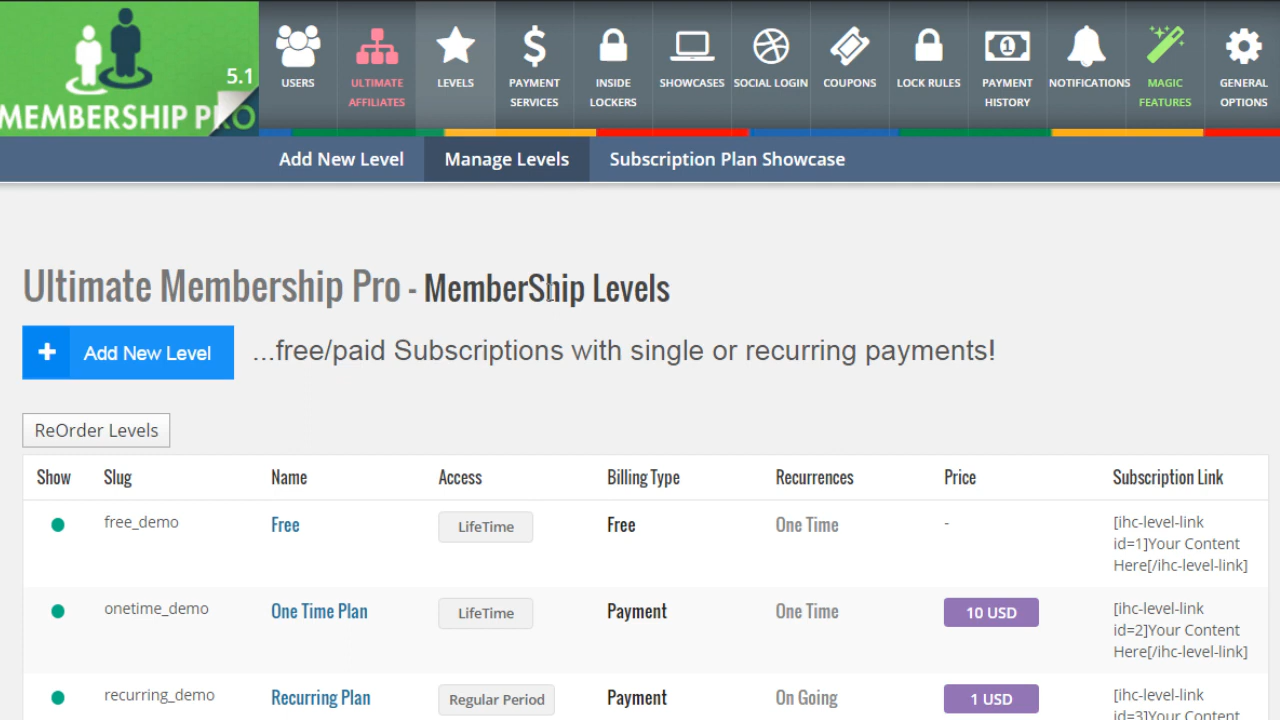 5.1
MEMBERSHIP PRO
USERS
ULTIMATE
AFFILIATES
LEVELS
PAYMENT
SERVICES
INSIDE
LOCKERS
SHOWCASES
SOCIAL LOGIN
COUPONS
LOCK RULES
PAYMENT
HISTORY
NOTIFICATIONS
MAGIC
FEATURES
GENERAL
OPTIONS
Add New Level
Manage Levels
Subscription Plan Showcase
Ultimate Membership Pro - MemberShip Levels
+ Add New Level
...free/paid Subscriptions with single or recurring payments!
ReOrder Levels
Show Slug Name Access Billing Type Recurrences Price Subscription Link
free_demo Free LifeTime Free One Time - [ihc-level-link
id=1]Your Content
Here[/ihc-level-link]
onetime_demo One Time Plan LifeTime Payment One Time 10 USD [ihc-level-link
id=2]Your Content
Here[/ihc-level-link]
recurring_demo Recurring Plan Regular Period Payment On Going 1 USD [ihc-level-link
id=3]Your Content